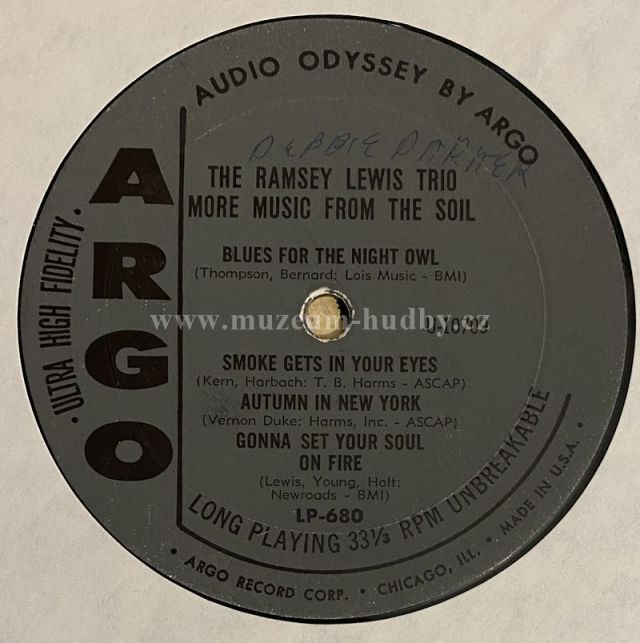 AUDIO ODYSSEY BY ARGO
DEBBIE
THE RAMSEY LEWIS TRIO
MORE MUSIC FROM THE SOIL
ARGO
• ULTRA HIGH FIDELITY •
BLUES FOR THE NIGHT OWL
(Thompson, Bernard: Lois Music - BMI)
www.muzeum-hudby.cz
SMOKE GETS IN YOUR EYES
(Kern, Harbach: T. B. Harms - ASCAP)
AUTUMN IN NEW YORK
(Vernon Duke: Harms, Inc. - ASCAP)
GONNA SET YOUR SOUL
ON FIRE
(Lewis, Young, Holt:
Newroads - BMI)
LP-680
LONG PLAYING 33⅓ RPM UNBREAKABLE
• ARGO RECORD CORP. • CHICAGO, ILL. • MADE IN U.S.A. •